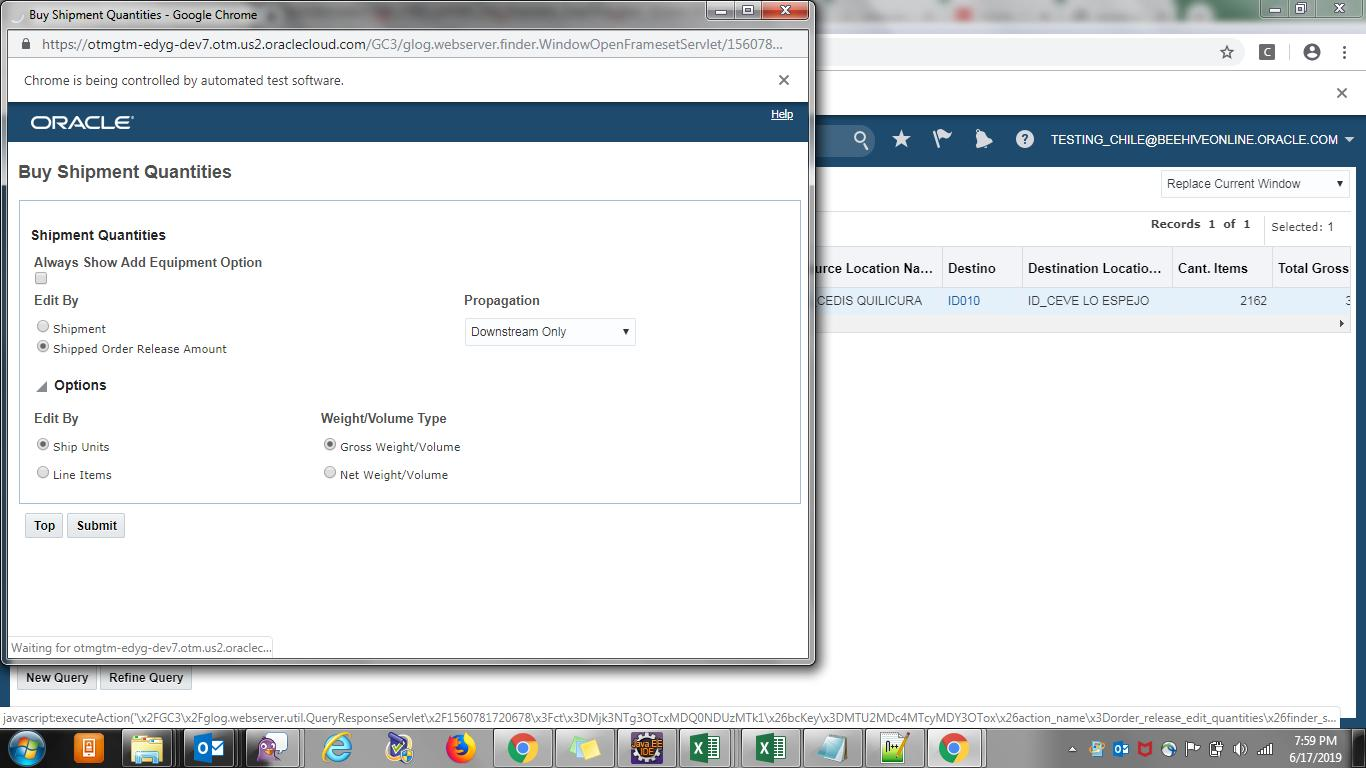 Buy Shipment Quantities - Google Chrome
https://otmgtm-edyg-dev7.otm.us2.oraclecloud.com/GC3/glog.webserver.finder.WindowOpenFramesetServlet/156078...
Chrome is being controlled by automated test software.
ORACLE
Help
Buy Shipment Quantities
Shipment Quantities
Always Show Add Equipment Option
Edit By
Propagation
Shipment
Downstream Only
Shipped Order Release Amount
Options
Edit By
Weight/Volume Type
Ship Units
Gross Weight/Volume
Line Items
Net Weight/Volume
Top
Submit
Waiting for otmgtm-edyg-dev7.otm.us2.oraclec...
C
TESTING_CHILE@BEEHIVEONLINE.ORACLE.COM
Replace Current Window
Records 1 of 1
Selected: 1
urce Location Na...
Destino
Destination Locatio...
Cant. Items
Total Gross
CEDIS QUILICURA
ID010
ID_CEVE LO ESPEJO
2162
3
New Query
Refine Query
javascript:executeAction("\x2FGC3\x2Fglog.webserver.util.QueryResponseServlet\x2F1560781720678\x3Fct\x3DMjk3NTg3OTcxMDQ0NDUzMTk1\x26bcKey\x3DMTU2MDc4MTcyMDY3OTox\x26action_name\x3Dorder_release_edit_quantities\x26finder_s...
Java EE
IDE
7:59 PM
6/17/2019